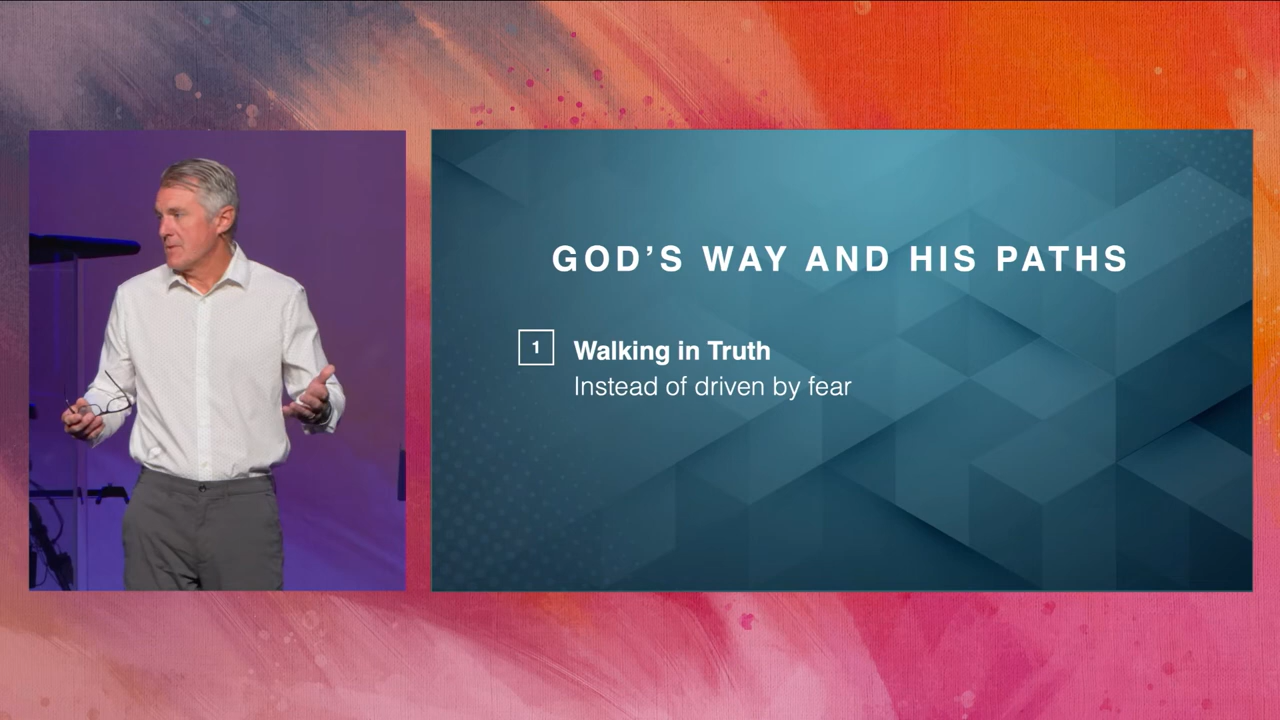 GOD’S WAY AND HIS PATHS
1
Walking in Truth
Instead of driven by fear